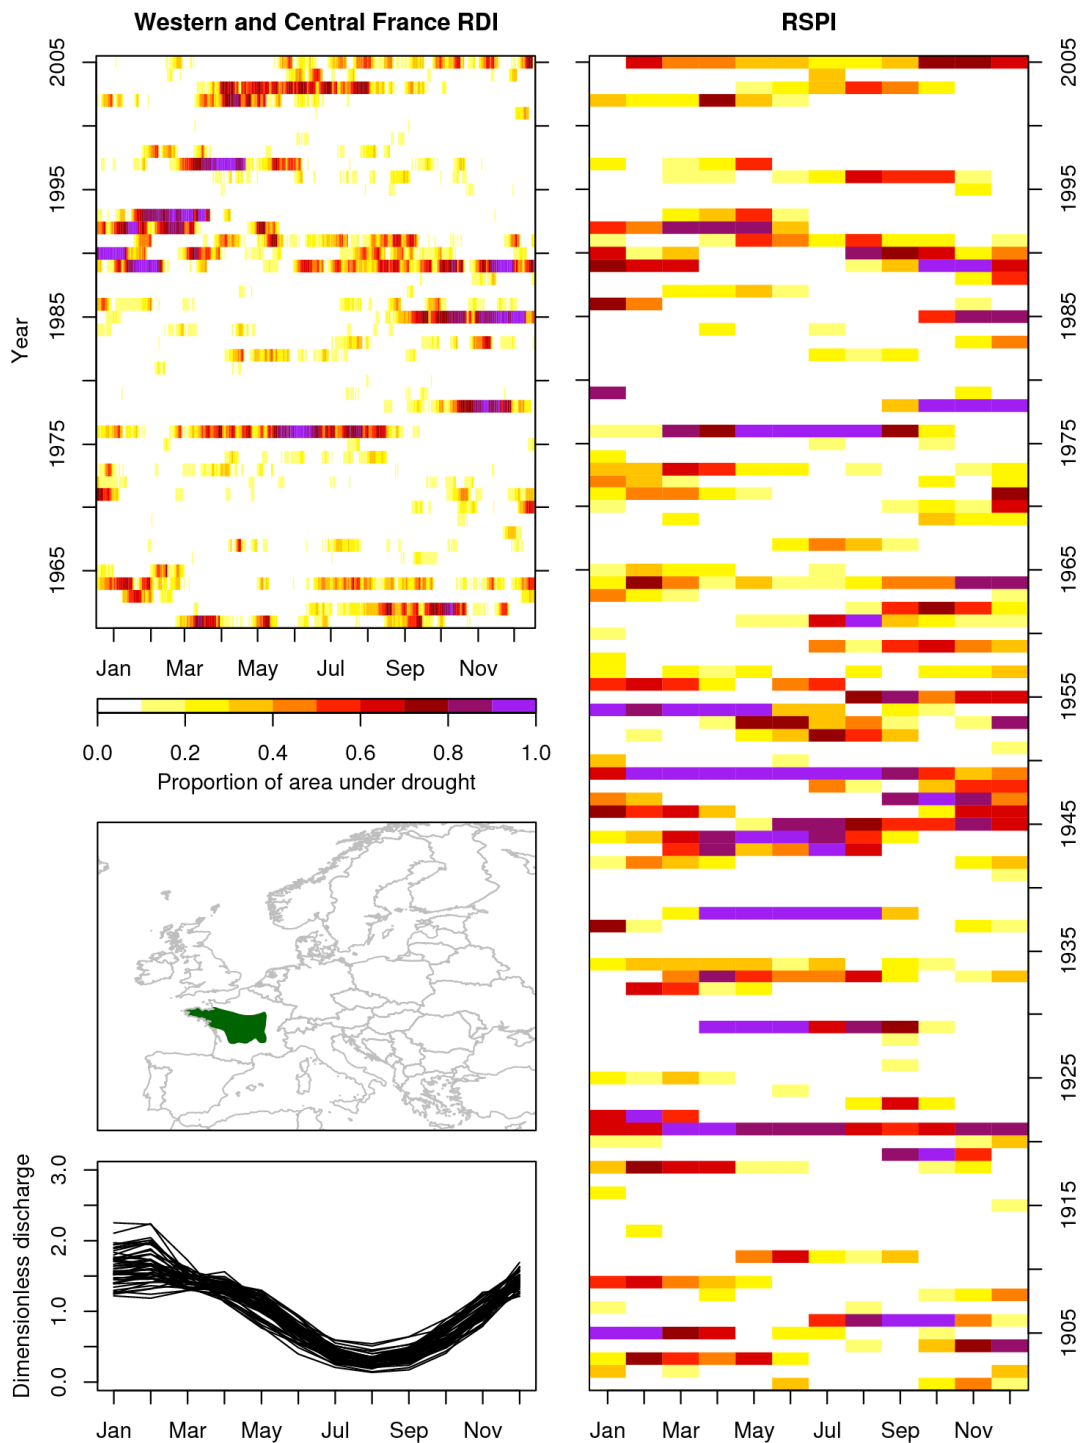 Western and Central France RDI
RSPI
Year
2005
1995
1985
1975
1965
Jan Mar May Jul Sep Nov
0.0 0.2 0.4 0.6 0.8 1.0
Proportion of area under drought
Dimensionless discharge
3.0
2.0
1.0
0.0
Jan Mar May Jul Sep Nov
2005
1995
1985
1975
1965
1955
1945
1935
1925
1915
1905
Jan Mar May Jul Sep Nov